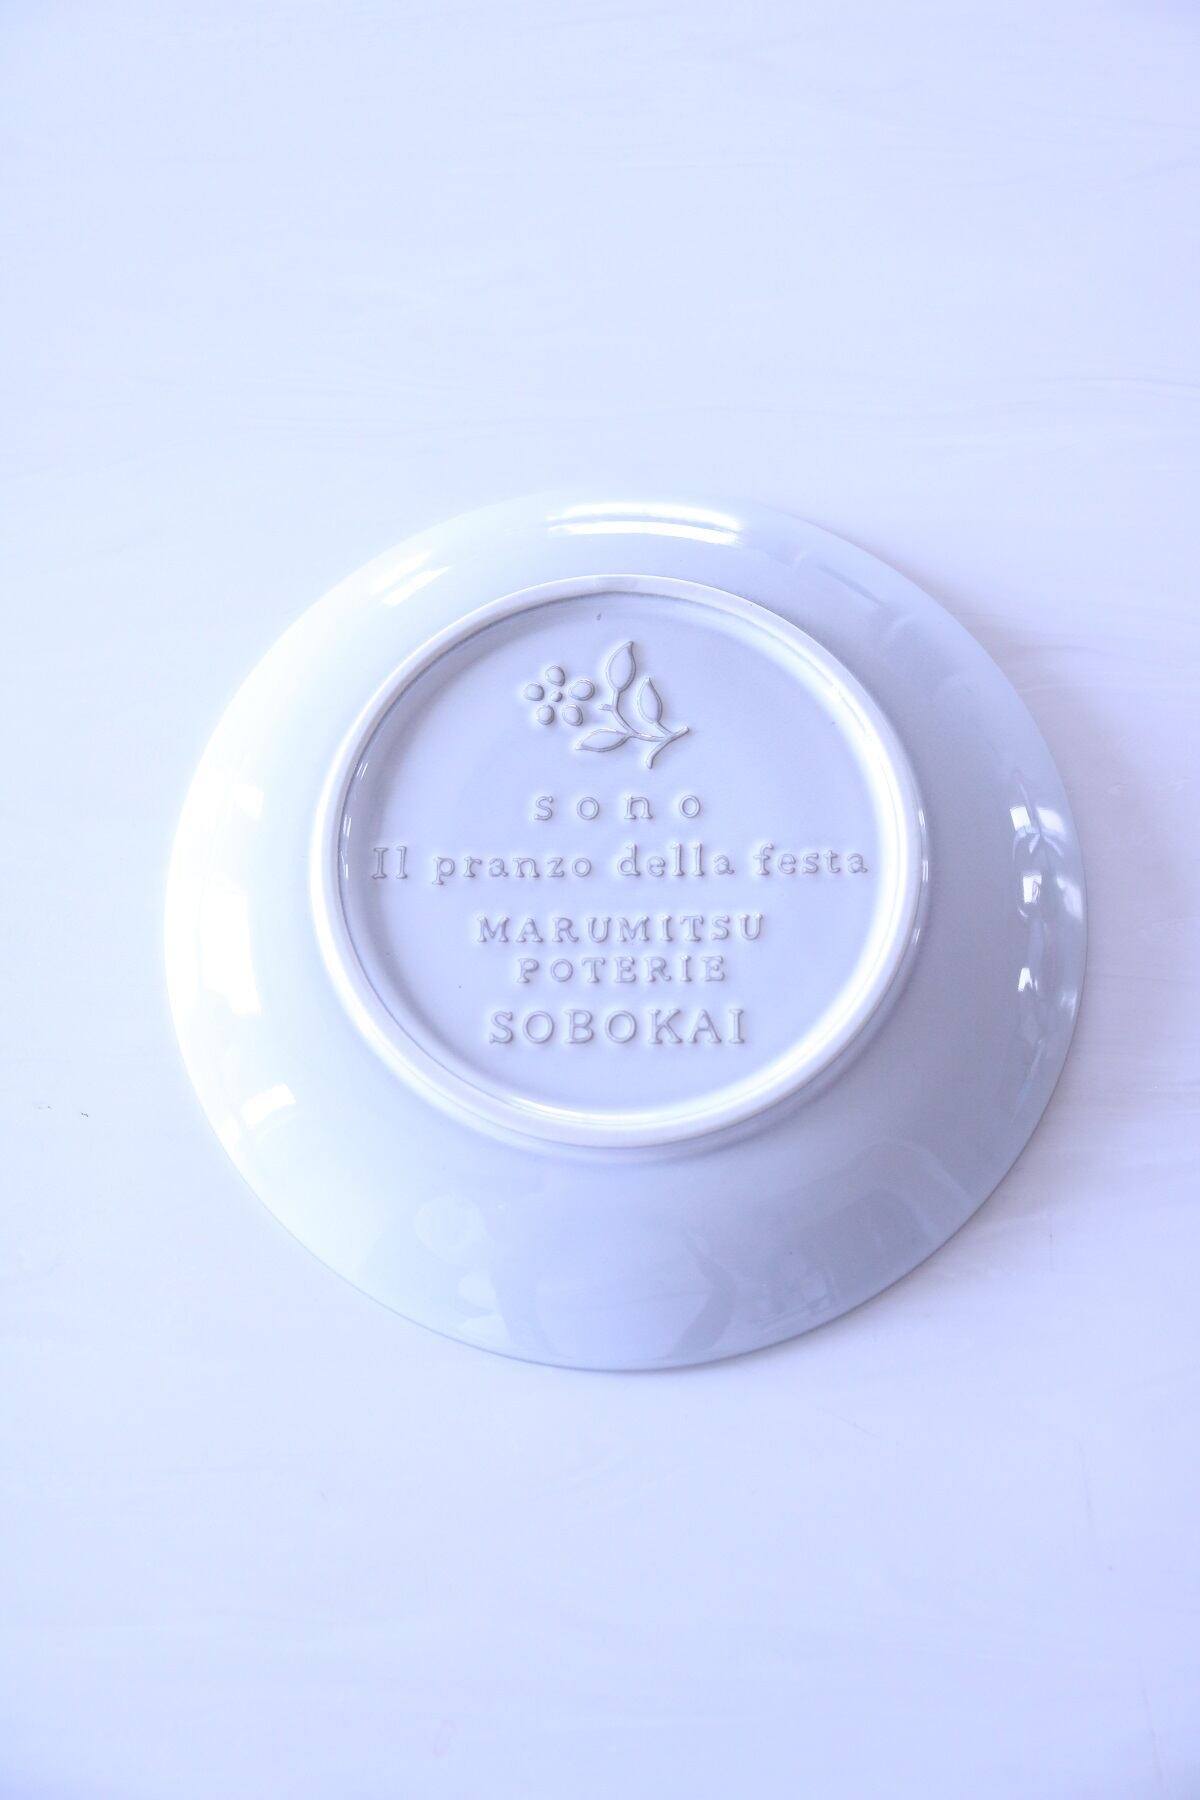 sono
Il pranzo della festa
MARUMITSU
POTERIE
SOBOKAI